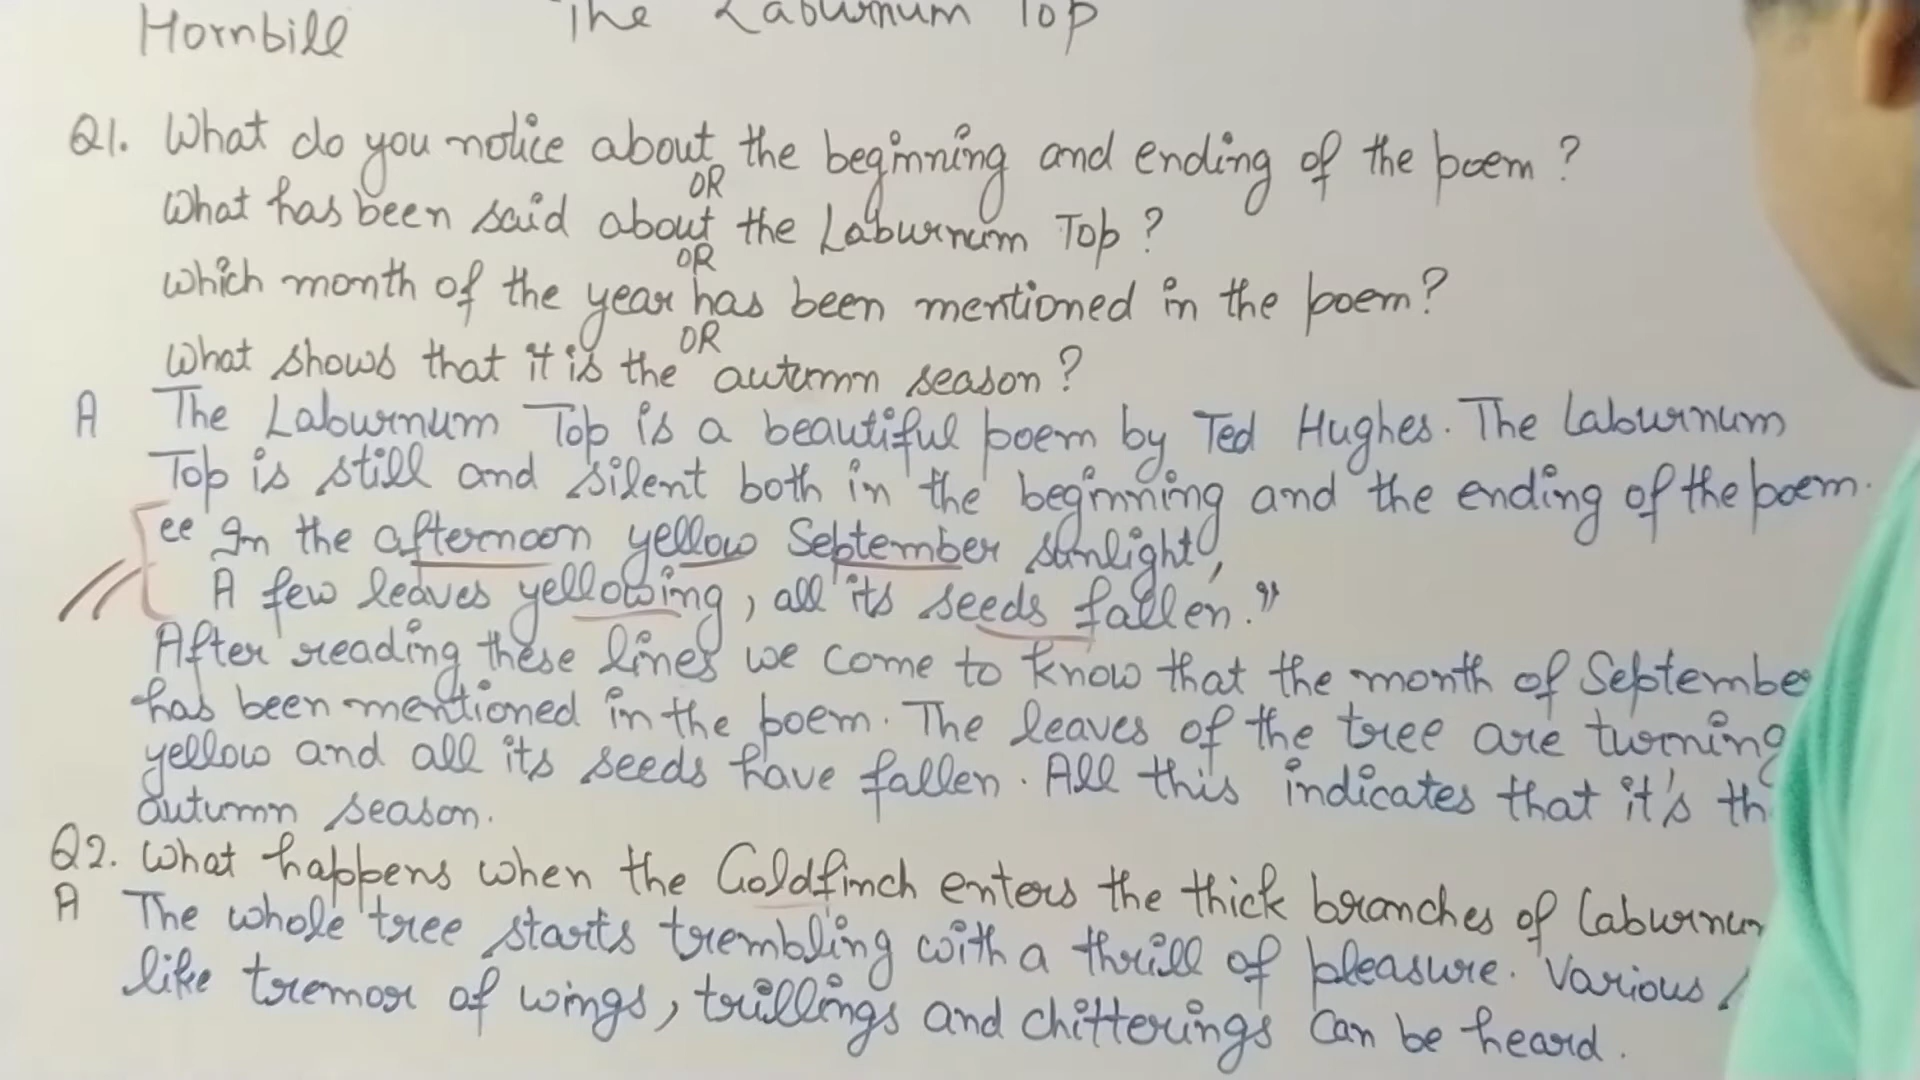 Hornbill The Laburnum Top
Q1. What do you notice about the beginning and ending of the poem?
OR
What has been said about the Laburnum Top?
OR
Which month of the year has been mentioned in the poem?
OR
What shows that it is the autumn season?
A The Laburnum Top is a beautiful poem by Ted Hughes. The Laburnum
Top is still and silent both in the beginning and the ending of the poem.
"In the afternoon yellow September sunlight,
A few leaves yellowing, all its seeds fallen."
After reading these lines we come to know that the month of Septembe
has been mentioned in the poem. The leaves of the tree are turning
yellow and all its seeds have fallen. All this indicates that it's th
autumn season.
Q2. What happens when the Goldfinch enters the thick branches of Laburnum
A The whole tree starts trembling with a thrill of pleasure. Various
like tremor of wings, trillings and chitterings can be heard.